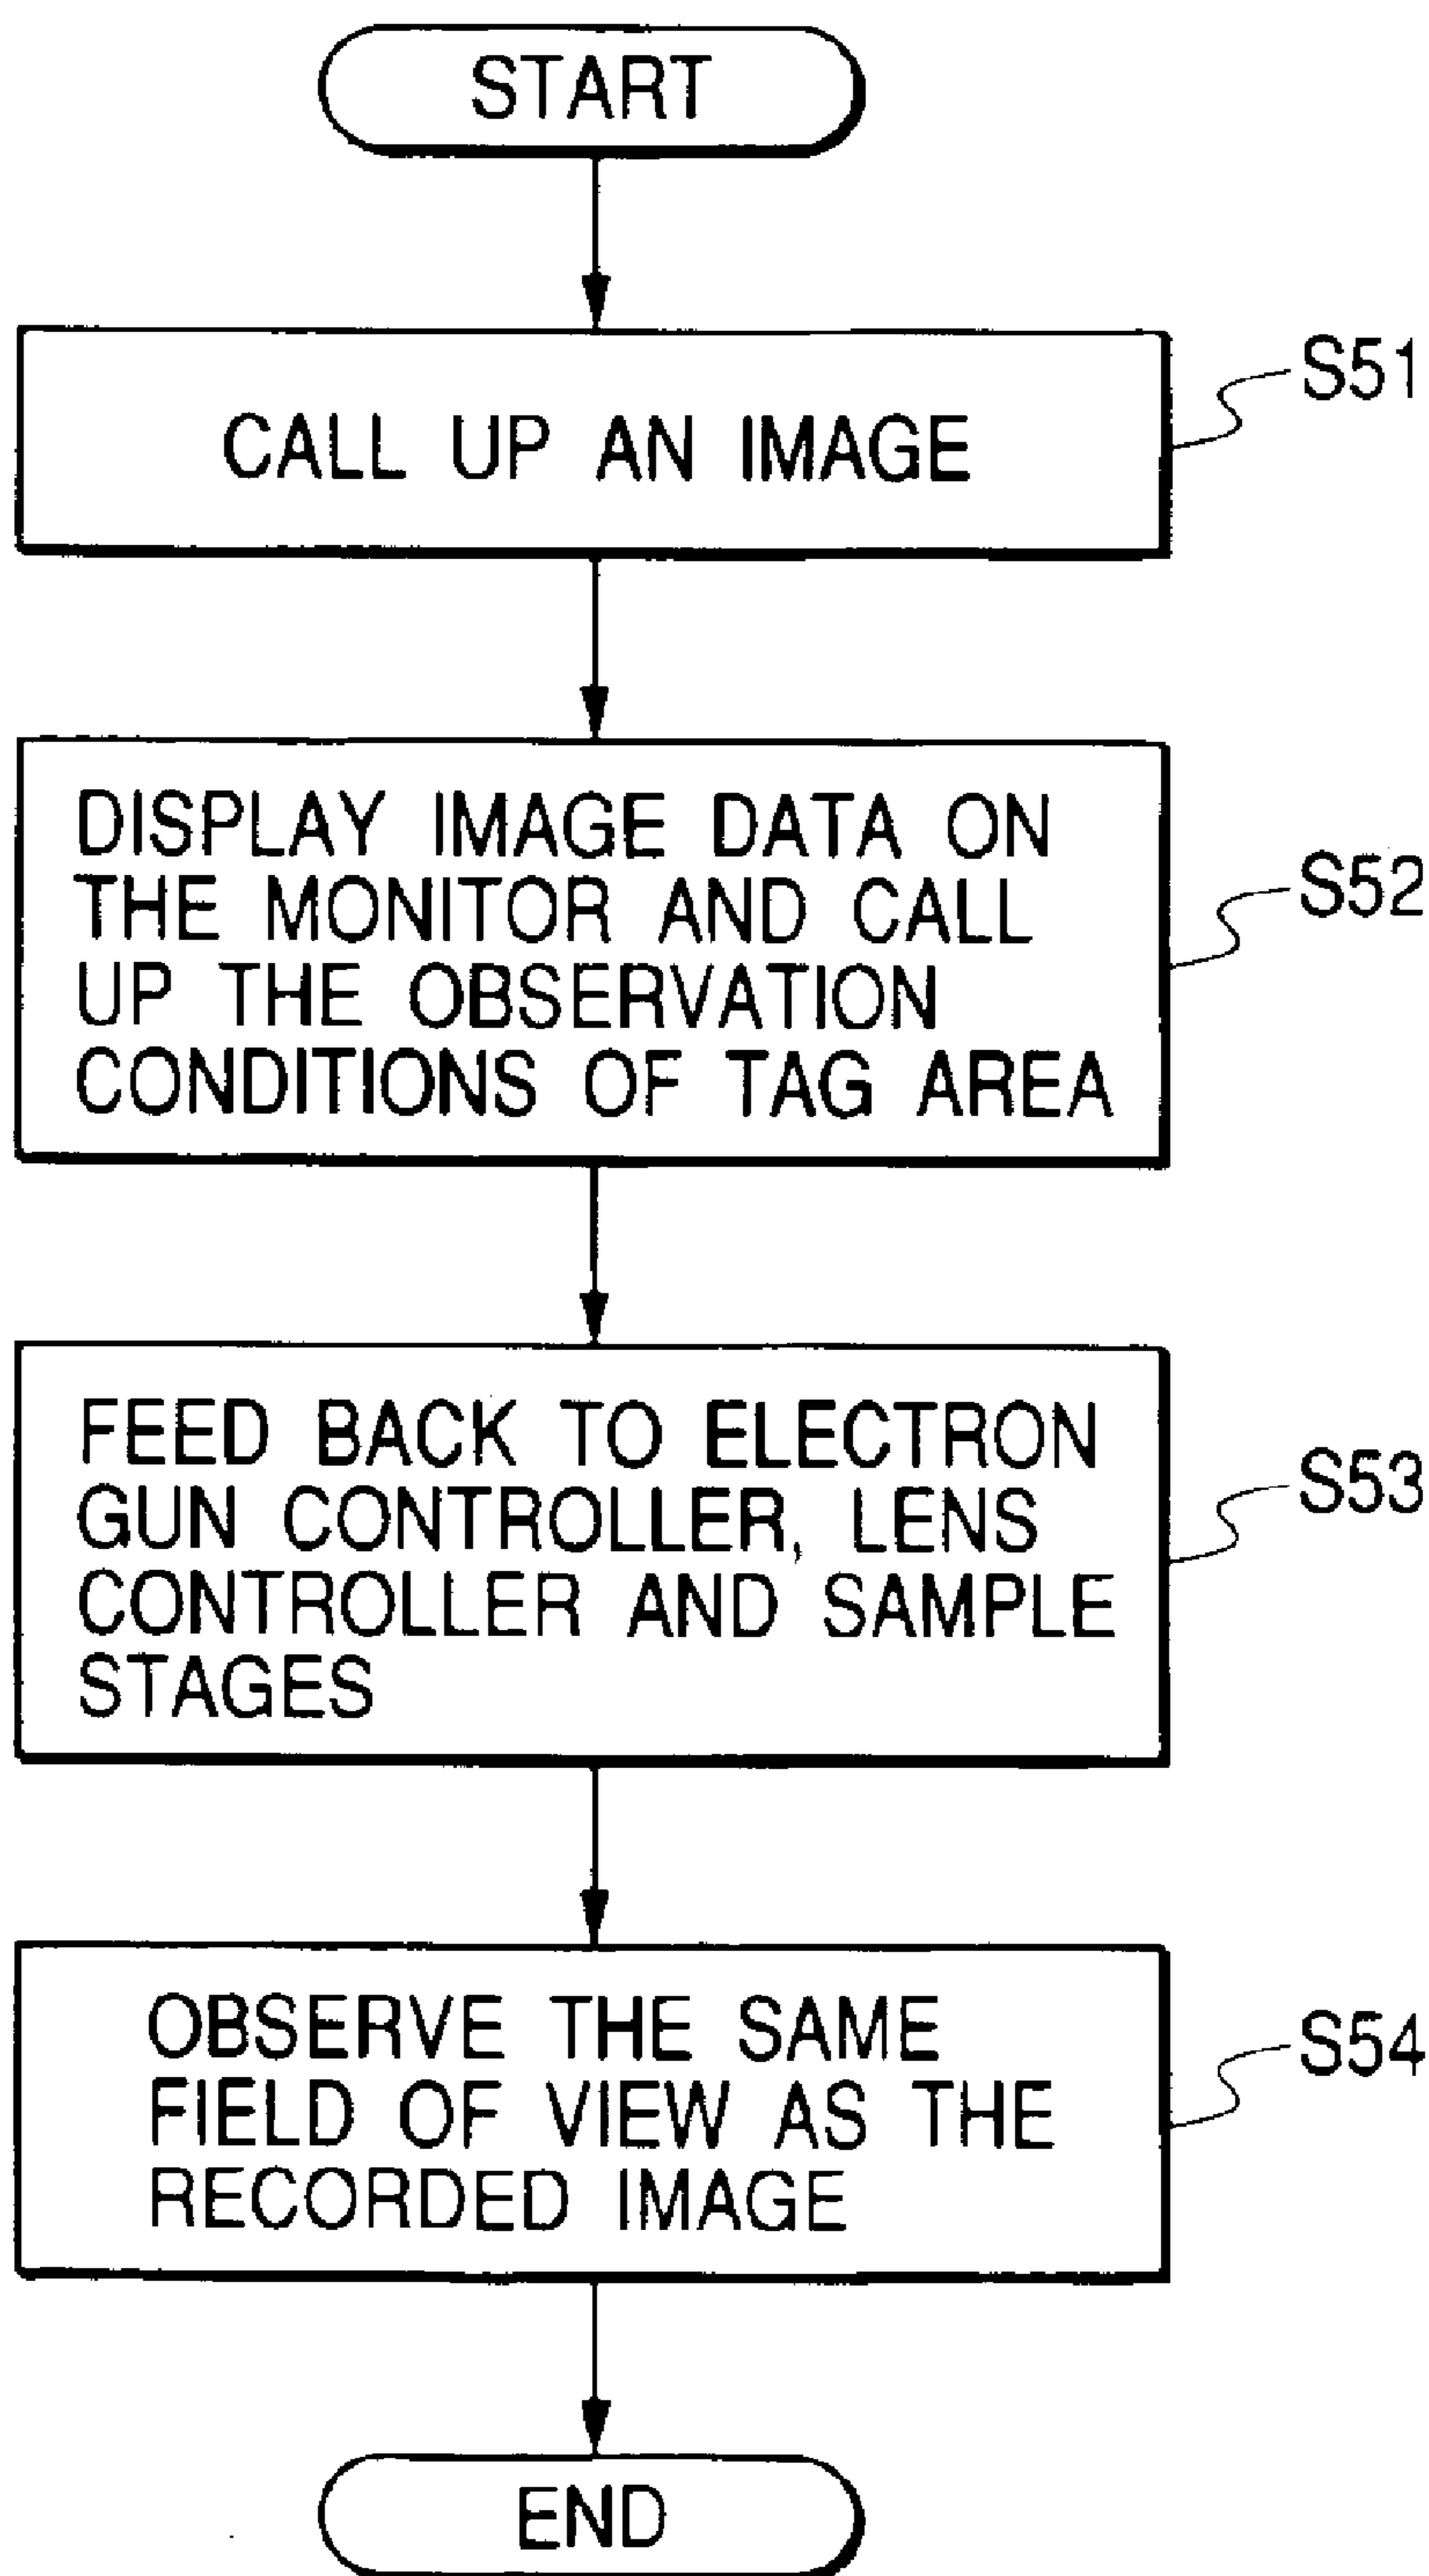 START
CALL UP AN IMAGE
S51
DISPLAY IMAGE DATA ON
THE MONITOR AND CALL
UP THE OBSERVATION
CONDITIONS OF TAG AREA
S52
FEED BACK TO ELECTRON
GUN CONTROLLER, LENS
CONTROLLER AND SAMPLE
STAGES
S53
OBSERVE THE SAME
FIELD OF VIEW AS THE
RECORDED IMAGE
S54
END